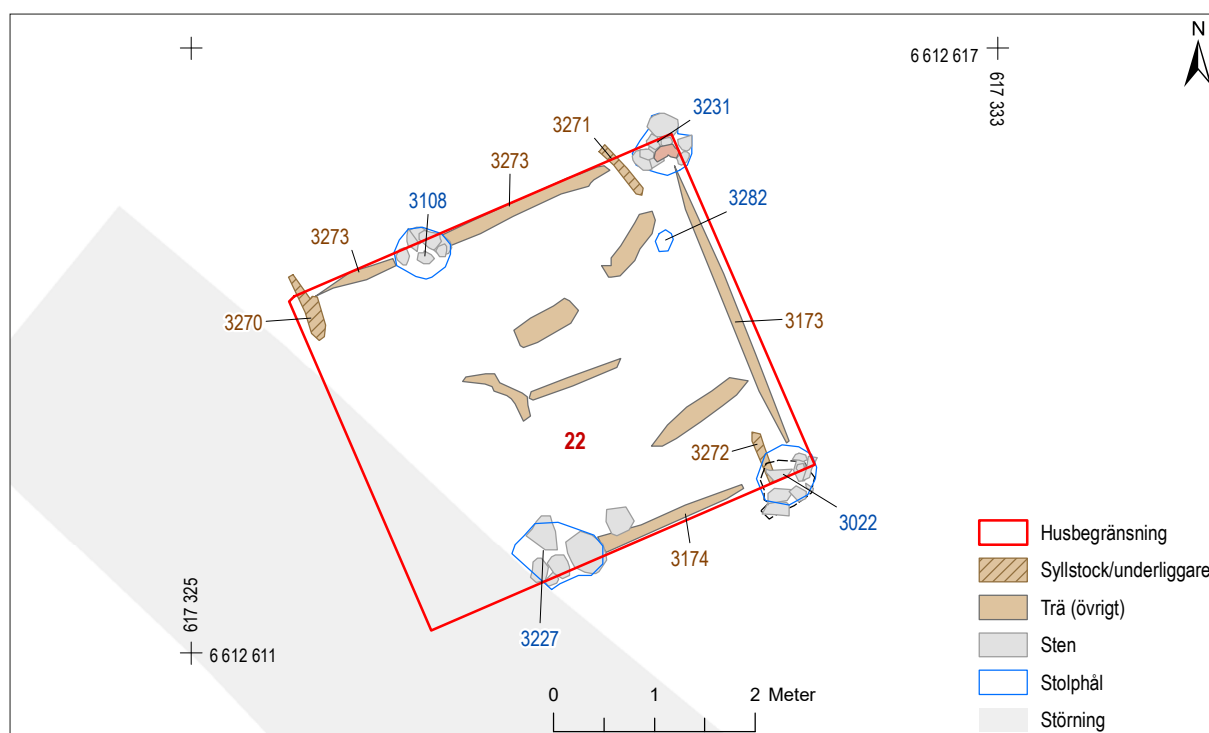 N
6 612 617
617 333
3231
3271
3273
3282
3108
3273
3173
3270
22
3272
3022
3174
3227
617 325
6 612 611
0 1 2 Meter
Husbegränsning
Syllstock/underliggare
Trä (övrigt)
Sten
Stolphål
Störning